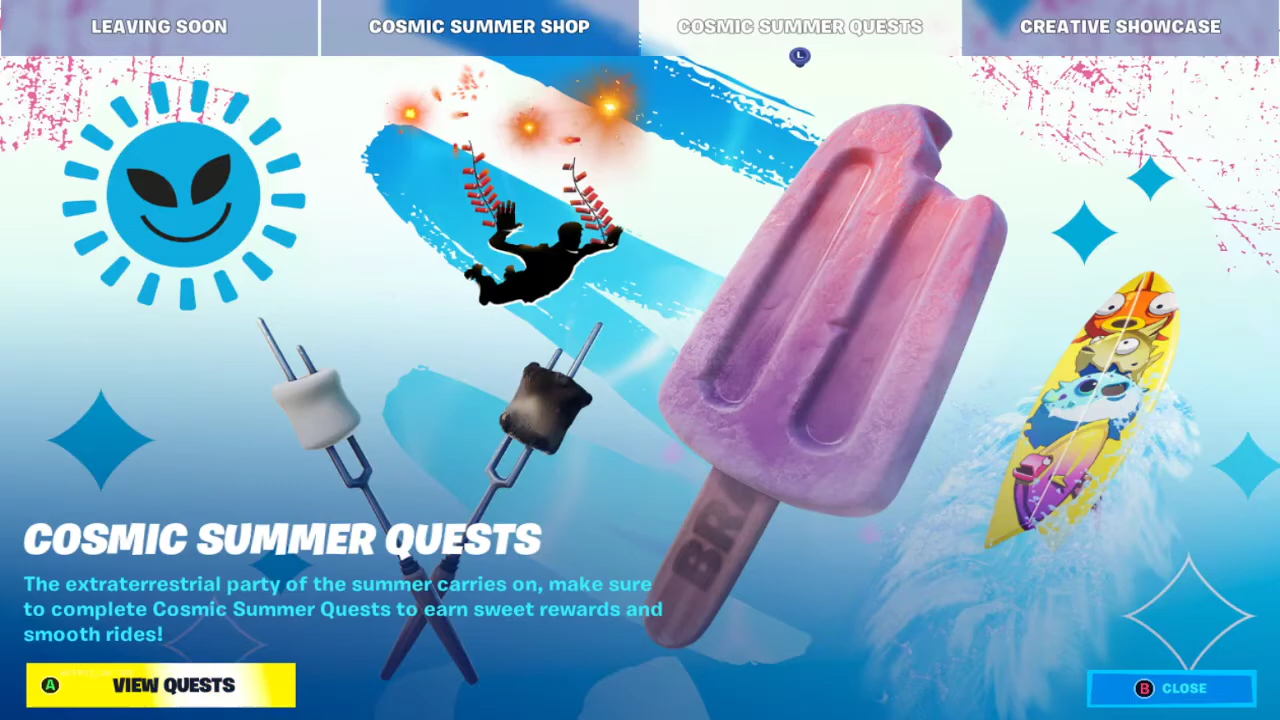 LEAVING SOON
COSMIC SUMMER SHOP
COSMIC SUMMER QUESTS
CREATIVE SHOWCASE
L
BRA
COSMIC SUMMER QUESTS
The extraterrestrial party of the summer carries on, make sure
to complete Cosmic Summer Quests to earn sweet rewards and
smooth rides!
A VIEW QUESTS
B CLOSE